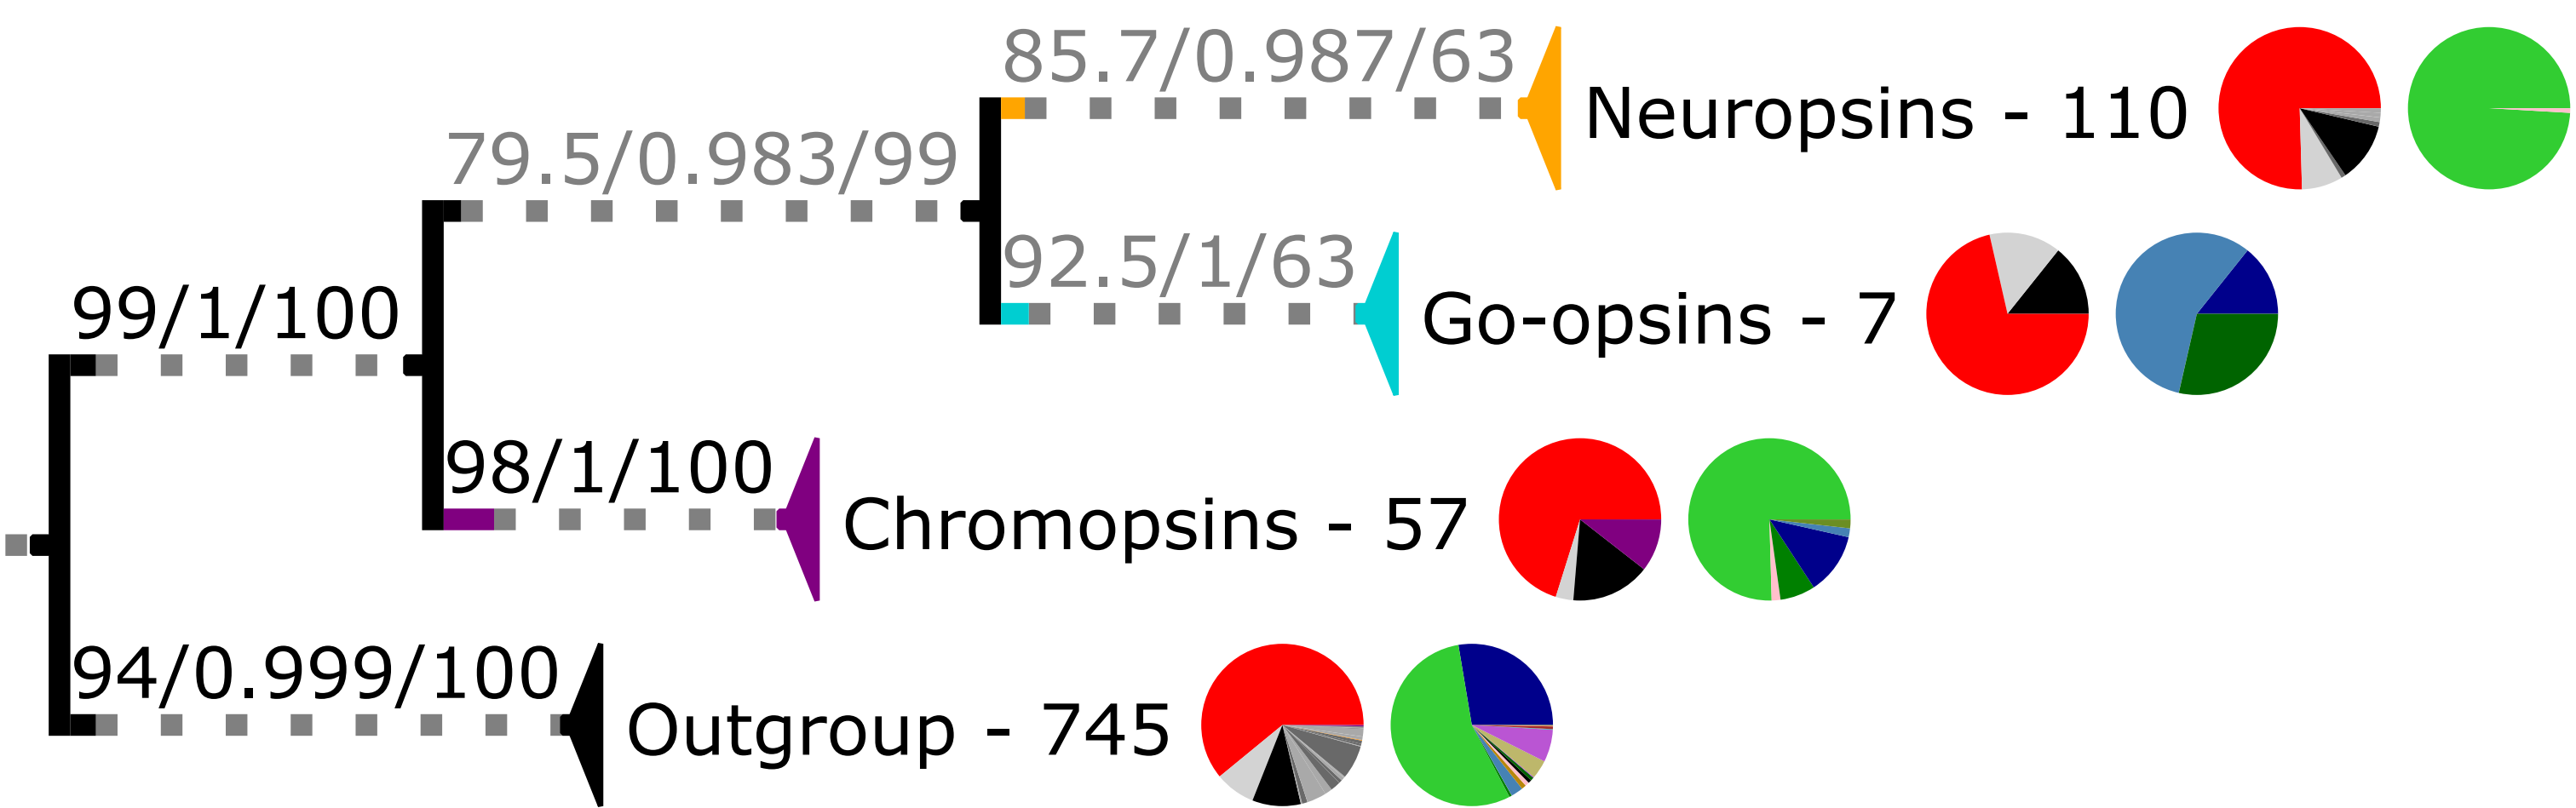 85.7/0.987/63
Neuropsins - 110
79.5/0.983/99
92.5/1/63
Go-opsins - 7
99/1/100
98/1/100
Chromopsins - 57
94/0.999/100
Outgroup - 745